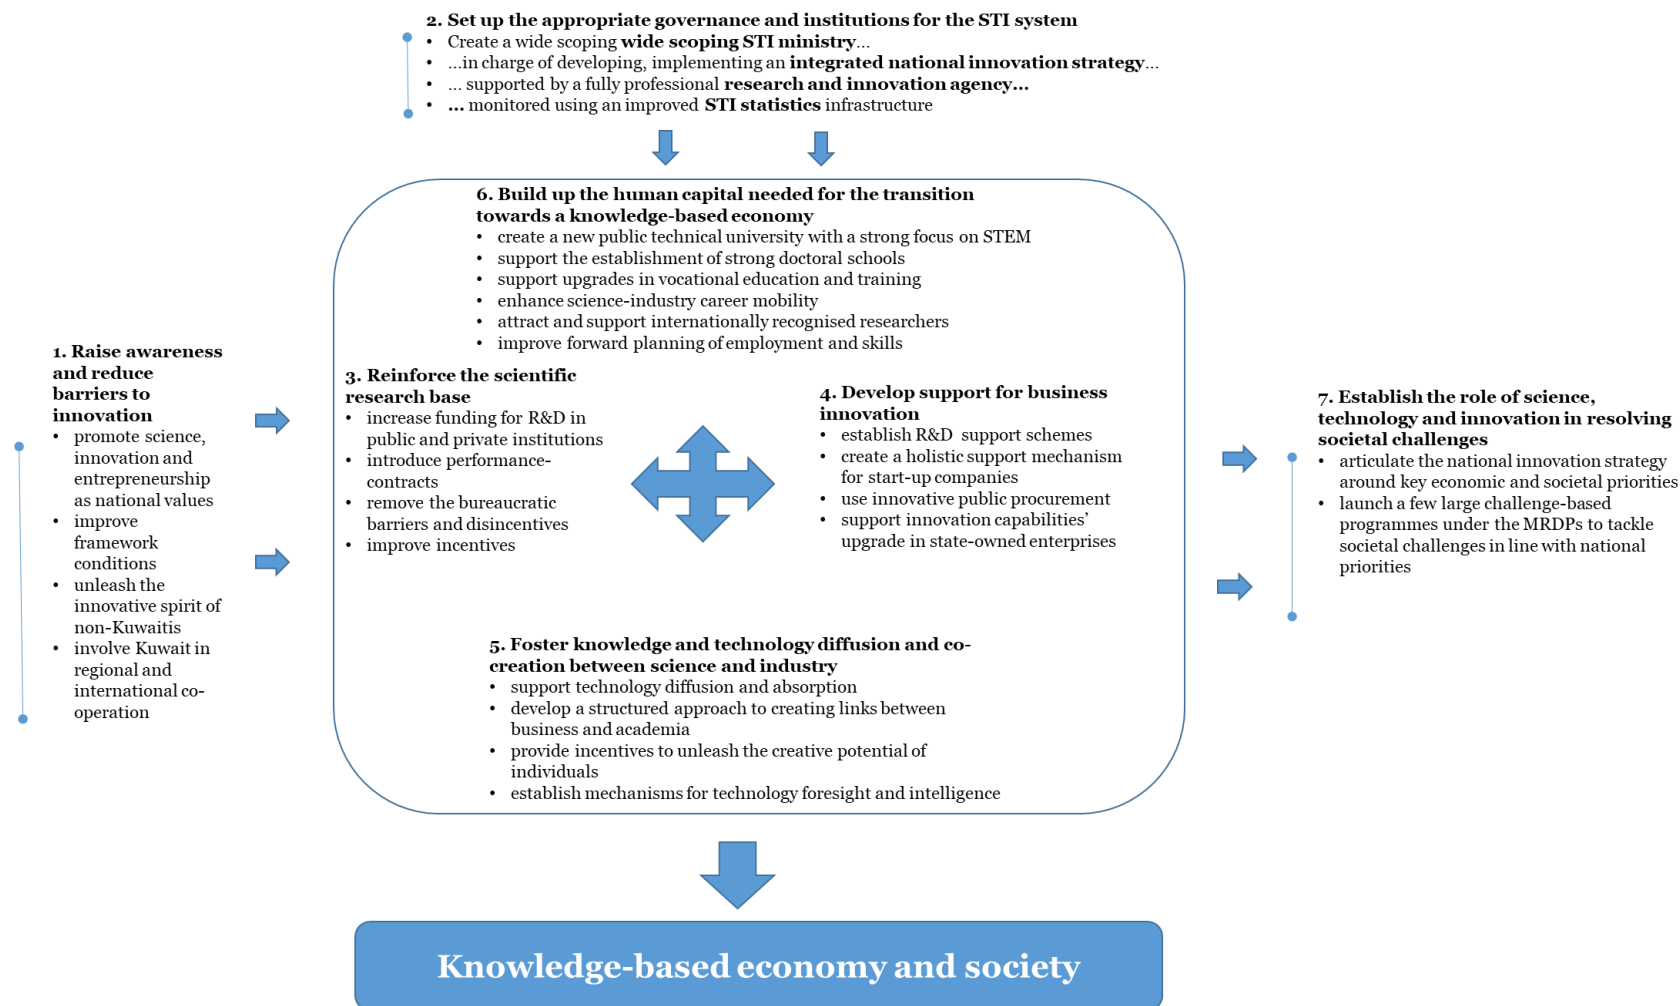 2. Set up the appropriate governance and institutions for the STI system
• Create a wide scoping wide scoping STI ministry...
• ...in charge of developing, implementing an integrated national innovation strategy...
• ... supported by a fully professional research and innovation agency...
• ... monitored using an improved STI statistics infrastructure
6. Build up the human capital needed for the transition
towards a knowledge-based economy
• create a new public technical university with a strong focus on STEM
• support the establishment of strong doctoral schools
• support upgrades in vocational education and training
• enhance science-industry career mobility
• attract and support internationally recognised researchers
• improve forward planning of employment and skills
1. Raise awareness
and reduce
barriers to
innovation
• promote science,
innovation and
entrepreneurship
as national values
• improve
framework
conditions
• unleash the
innovative spirit of
non-Kuwaitis
• involve Kuwait in
regional and
international co-
operation
3. Reinforce the scientific
research base
• increase funding for R&D in
public and private institutions
• introduce performance-
contracts
• remove the bureaucratic
barriers and disincentives
• improve incentives
4. Develop support for business
innovation
• establish R&D support schemes
• create a holistic support mechanism
for start-up companies
• use innovative public procurement
• support innovation capabilities’
upgrade in state-owned enterprises
7. Establish the role of science,
technology and innovation in resolving
societal challenges
• articulate the national innovation strategy
around key economic and societal priorities
• launch a few large challenge-based
programmes under the MRDPs to tackle
societal challenges in line with national
priorities
5. Foster knowledge and technology diffusion and co-
creation between science and industry
• support technology diffusion and absorption
• develop a structured approach to creating links between
business and academia
• provide incentives to unleash the creative potential of
individuals
• establish mechanisms for technology foresight and intelligence
Knowledge-based economy and society